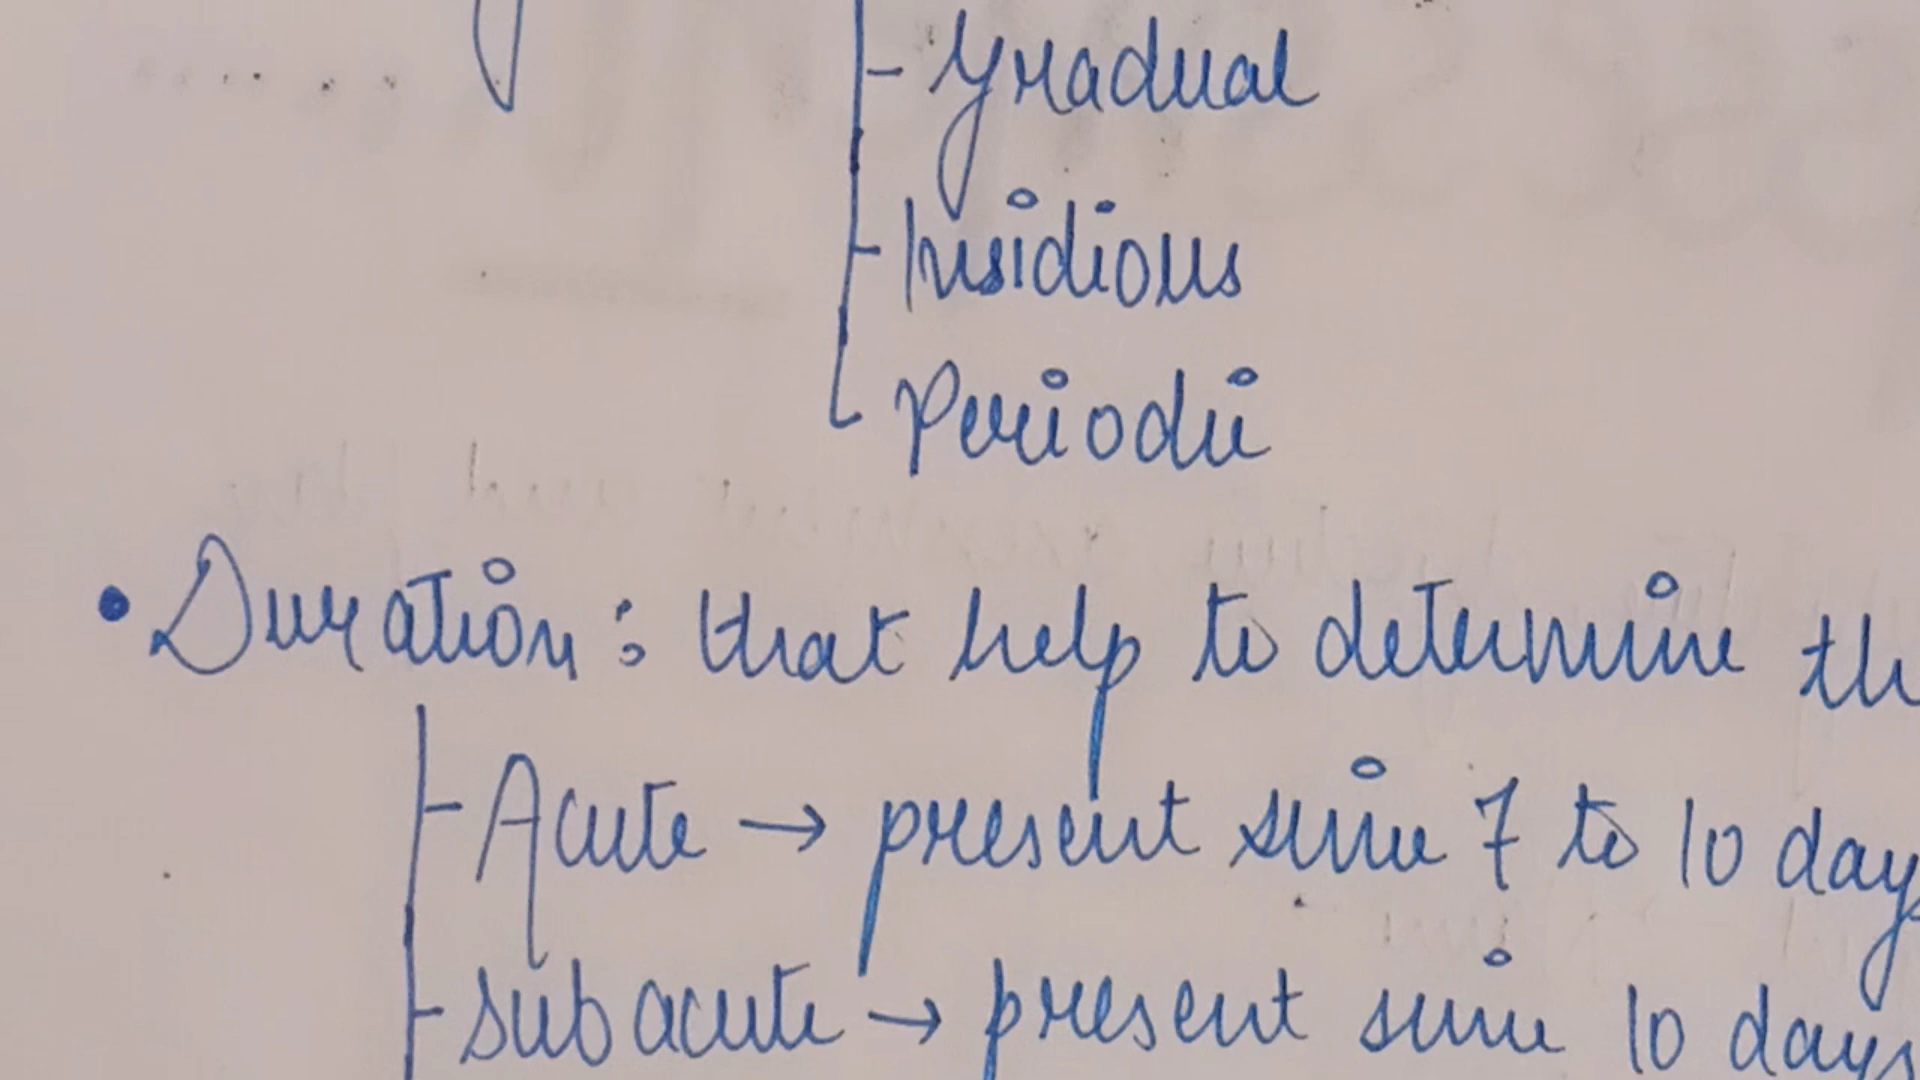 - Gradual
- Insidious
Periodic
• Duration : that help to determine th
- Acute → present since 7 to 10 days
- subacute → present since 10 days